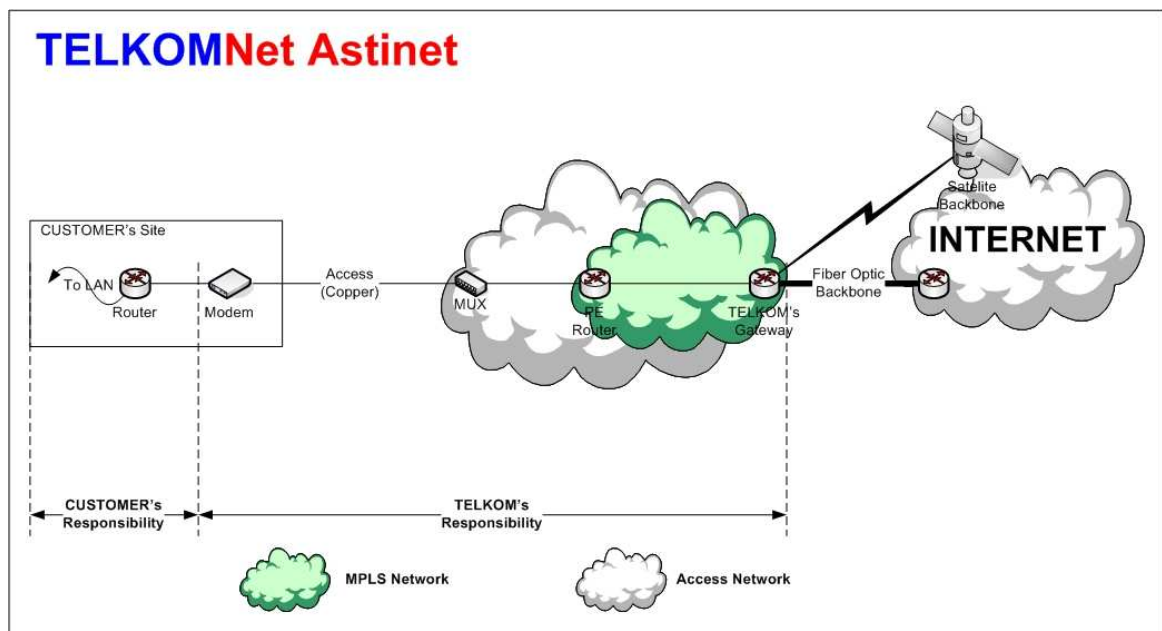 TELKOMNet Astinet
CUSTOMER's Site
To LAN
Router
Modem
Access
(Copper)
MUX
PE
Router
TELKOM's
Gateway
Fiber Optic
Backbone
Satelite
Backbone
INTERNET
CUSTOMER's
Responsibility
TELKOM's
Responsibility
MPLS Network
Access Network